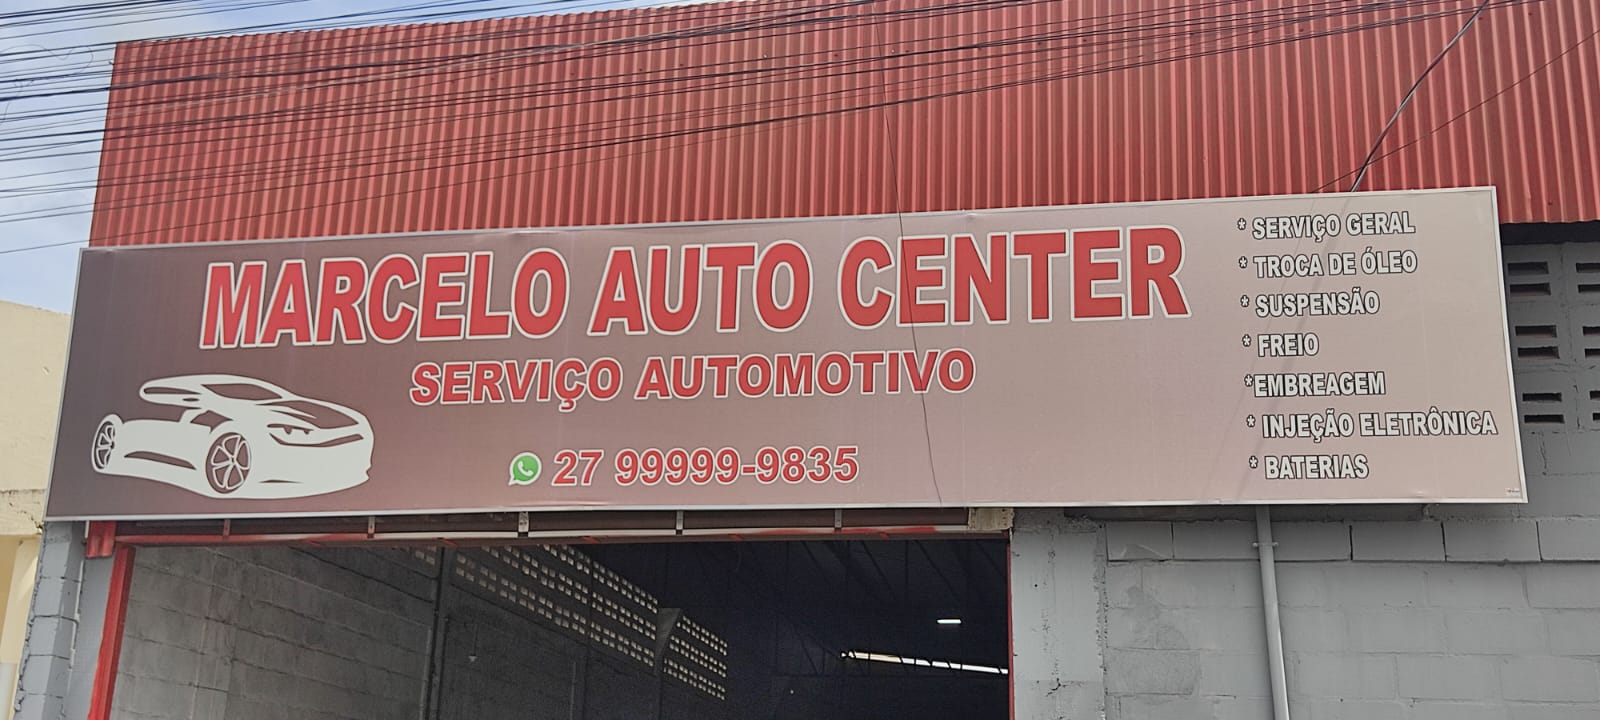 MARCELO AUTO CENTER
SERVIÇO AUTOMOTIVO
27 99999-9835
* SERVIÇO GERAL
* TROCA DE ÓLEO
* SUSPENSÃO
* FREIO
*EMBREAGEM
* INJEÇÃO ELETRÔNICA
* BATERIAS